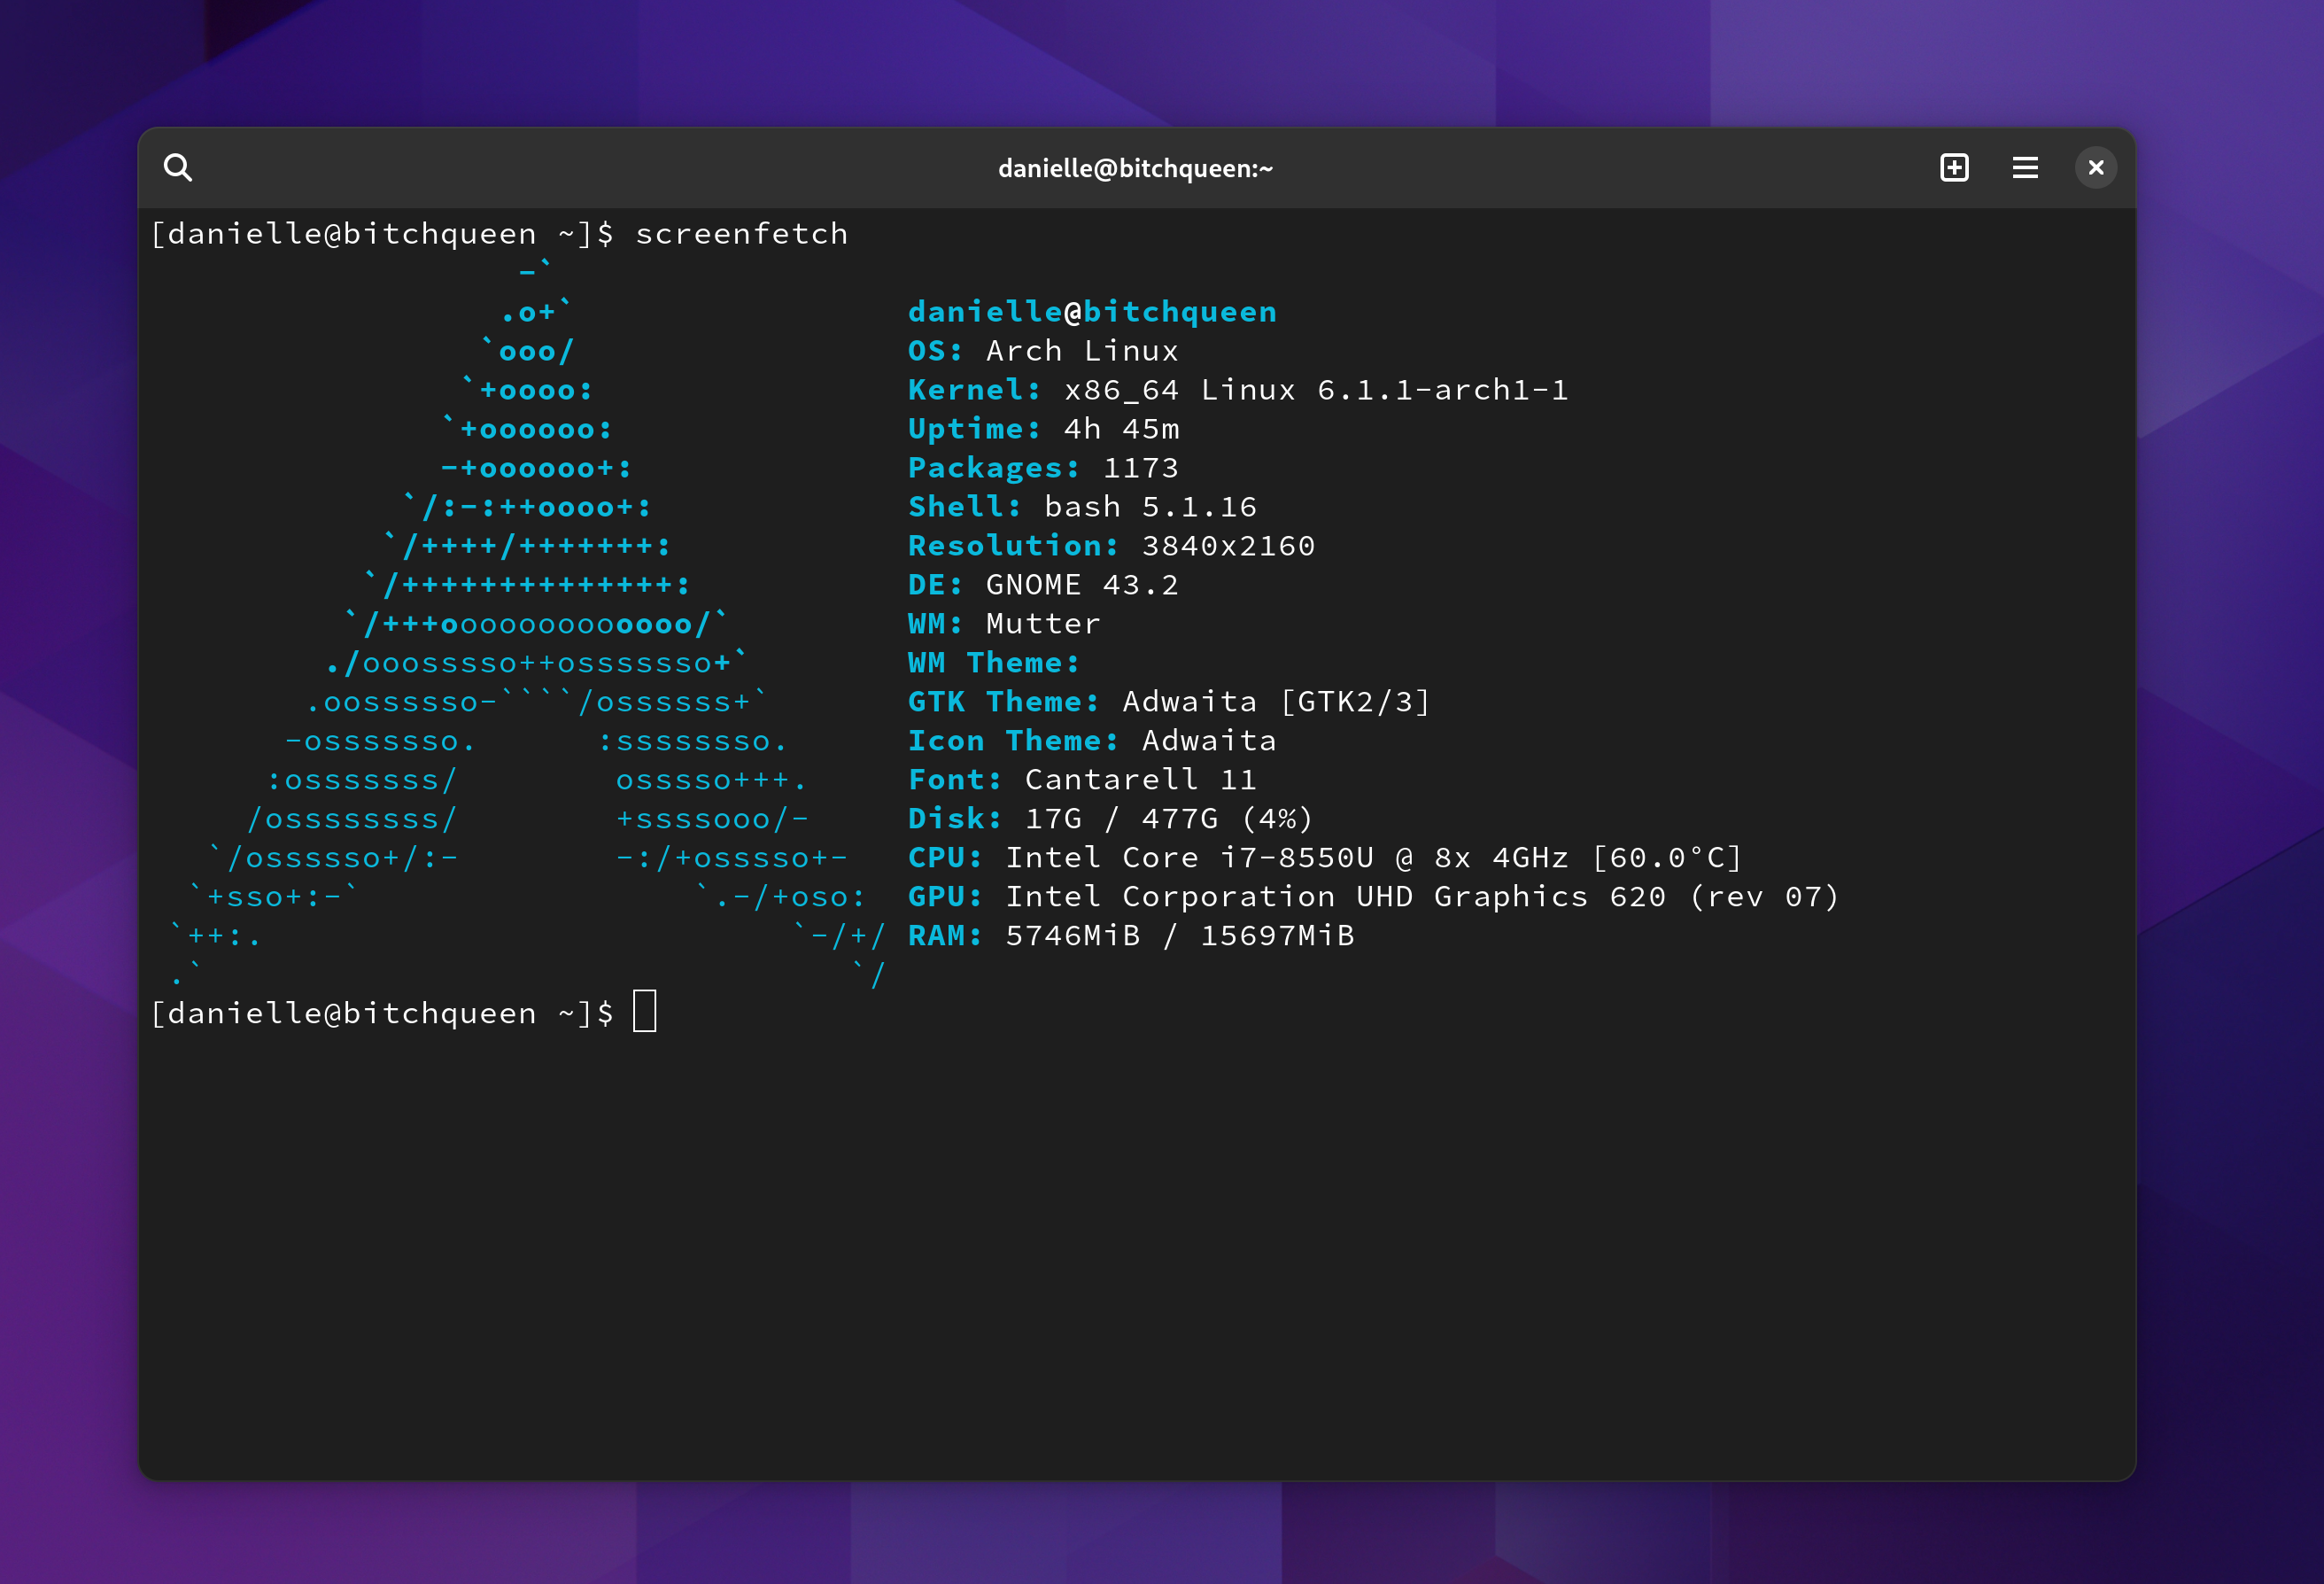 danielle@bitchqueen:~
[danielle@bitchqueen ~]$ screenfetch
                   -`
                  .o+`                 danielle@bitchqueen
                 `ooo/                 OS: Arch Linux
                `+oooo:                Kernel: x86_64 Linux 6.1.1-arch1-1
               `+oooooo:               Uptime: 4h 45m
               -+oooooo+:              Packages: 1173
             `/:-:++oooo+:             Shell: bash 5.1.16
            `/++++/+++++++:            Resolution: 3840x2160
           `/++++++++++++++:           DE: GNOME 43.2
          `/+++ooooooooooooo/`         WM: Mutter
         ./ooosssso++osssssso+`        WM Theme:
        .oossssso-````/ossssss+`       GTK Theme: Adwaita [GTK2/3]
       -osssssso.      :ssssssso.      Icon Theme: Adwaita
      :osssssss/        osssso+++.     Font: Cantarell 11
     /ossssssss/        +ssssooo/-     Disk: 17G / 477G (4%)
   `/ossssso+/:-        -:/+osssso+-   CPU: Intel Core i7-8550U @ 8x 4GHz [60.0°C]
  `+sso+:-`                 `.-/+oso:  GPU: Intel Corporation UHD Graphics 620 (rev 07)
 `++:.                           `-/+/ RAM: 5746MiB / 15697MiB
 .`                                 `/
[danielle@bitchqueen ~]$